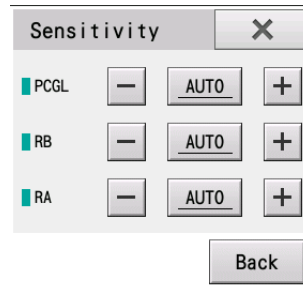 Sensitivity
PCGL − AUTO +
RB − AUTO +
RA − AUTO +
Back